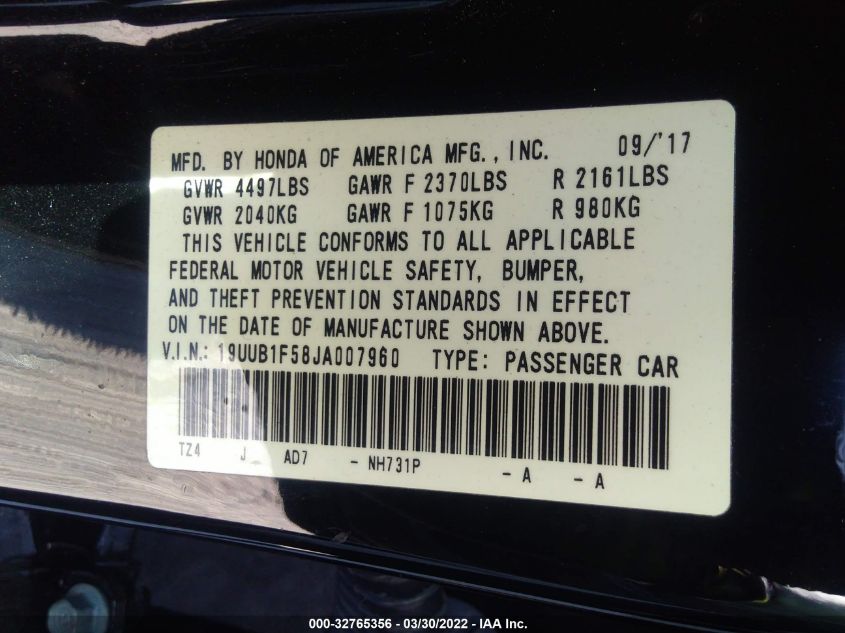 MFD. BY HONDA OF AMERICA MFG., INC. 09/'17
GVWR 4497LBS GAWR F 2370LBS R 2161LBS
GVWR 2040KG GAWR F 1075KG R 980KG
THIS VEHICLE CONFORMS TO ALL APPLICABLE
FEDERAL MOTOR VEHICLE SAFETY, BUMPER,
AND THEFT PREVENTION STANDARDS IN EFFECT
ON THE DATE OF MANUFACTURE SHOWN ABOVE.
V.I.N.: 19UUB1F58JA007960 TYPE: PASSENGER CAR
TZ4 J AD7 - NH731P - A - A
000-32765356 - 03/30/2022 - IAA Inc.